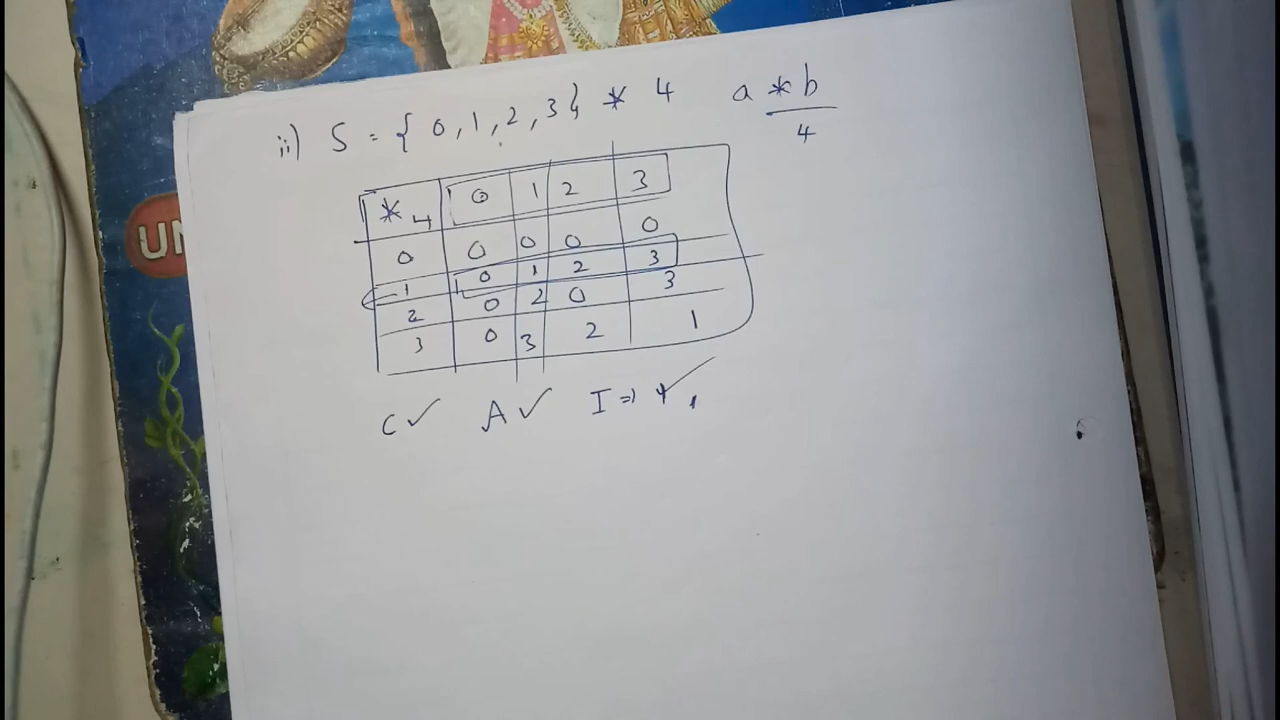 ii) S = { 0, 1, 2, 3 } * 4 a * b
4
*4 0 1 2 3
0 0 0 0 0
1 0 1 2 3
2 0 2 0 3
3 0 3 2 1
C✓ A✓ I ⇒ ✓
UN